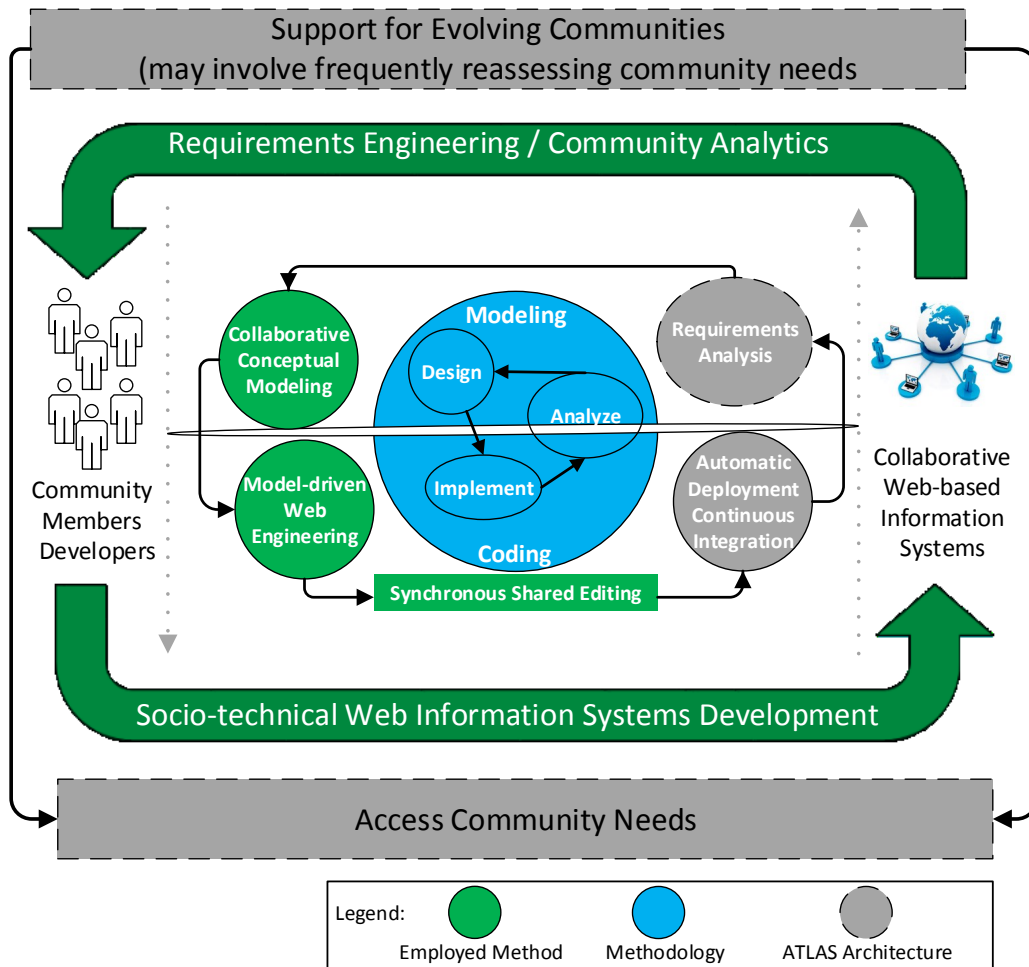 Support for Evolving Communities
(may involve frequently reassessing community needs
Requirements Engineering / Community Analytics
Collaborative
Conceptual
Modeling
Modeling
Design
Analyze
Implement
Coding
Requirements
Analysis
Model-driven
Web
Engineering
Automatic
Deployment
Continuous
Integration
Synchronous Shared Editing
Community
Members
Developers
Collaborative
Web-based
Information
Systems
Socio-technical Web Information Systems Development
Access Community Needs
Legend:
Employed Method
Methodology
ATLAS Architecture